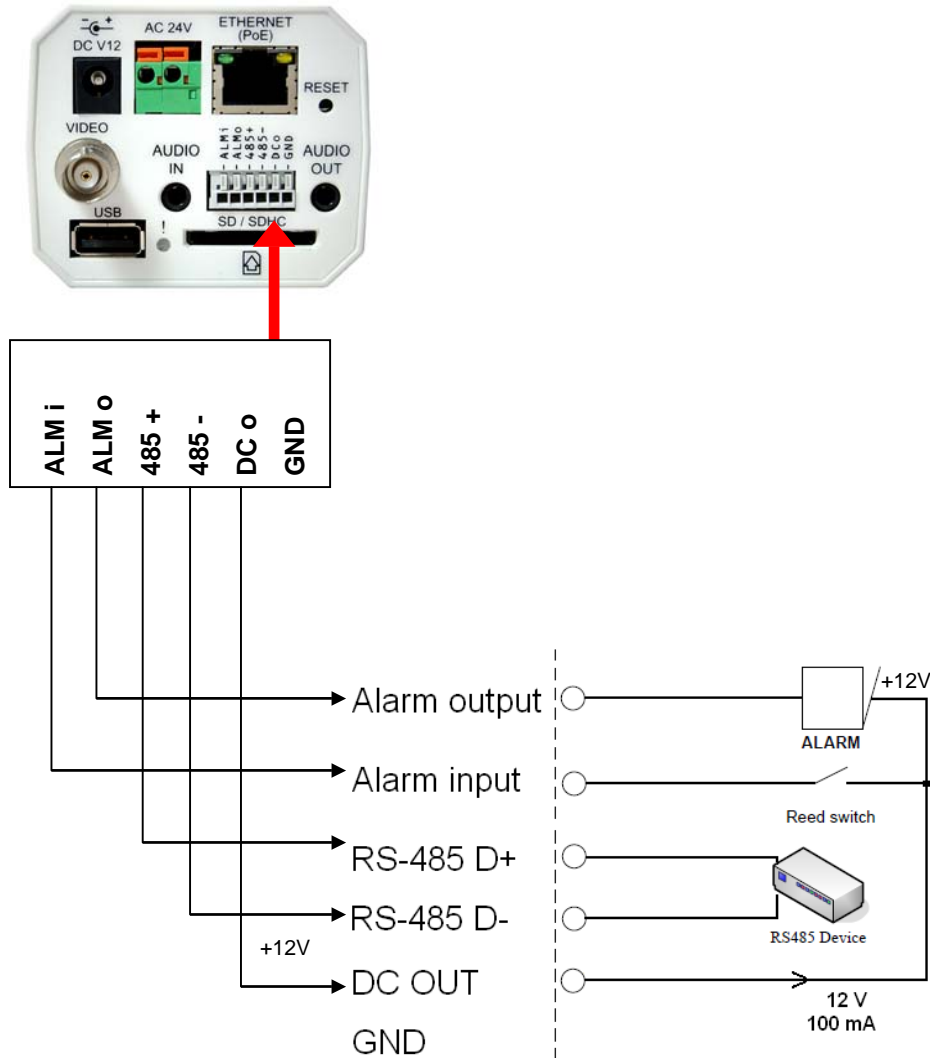 AC 24V
ETHERNET
(PoE)
DC V12
RESET
VIDEO
AUDIO
IN
ALMi
ALMo
485+
485-
DCo
GND
AUDIO
OUT
USB
!
SD / SDHC
ALM i
ALM o
485 +
485 -
DC o
GND
Alarm output
+12V
ALARM
Alarm input
Reed switch
RS-485 D+
RS-485 D-
RS485 Device
+12V
DC OUT
12 V
100 mA
GND